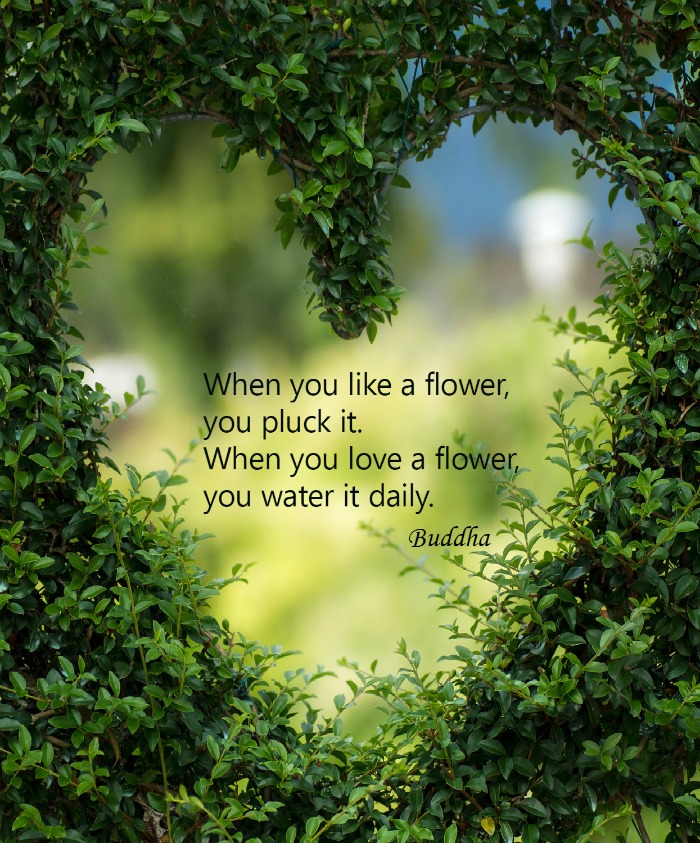 When you like a flower,
you pluck it.
When you love a flower,
you water it daily.
Buddha